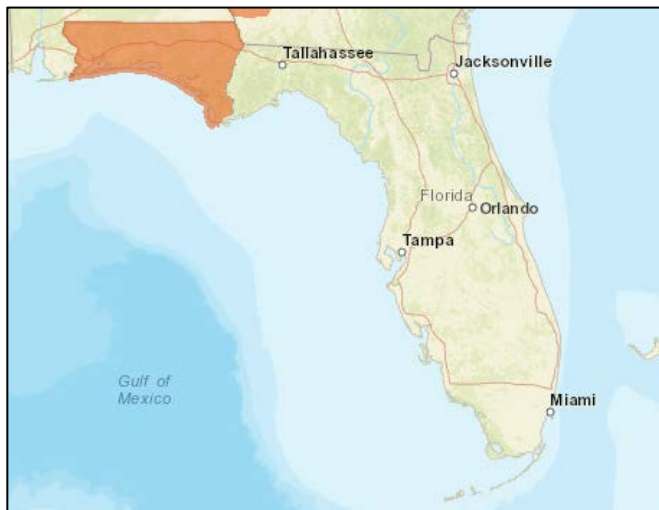 Tallahassee
Jacksonville
Florida
Orlando
Tampa
Gulf of
Mexico
Miami